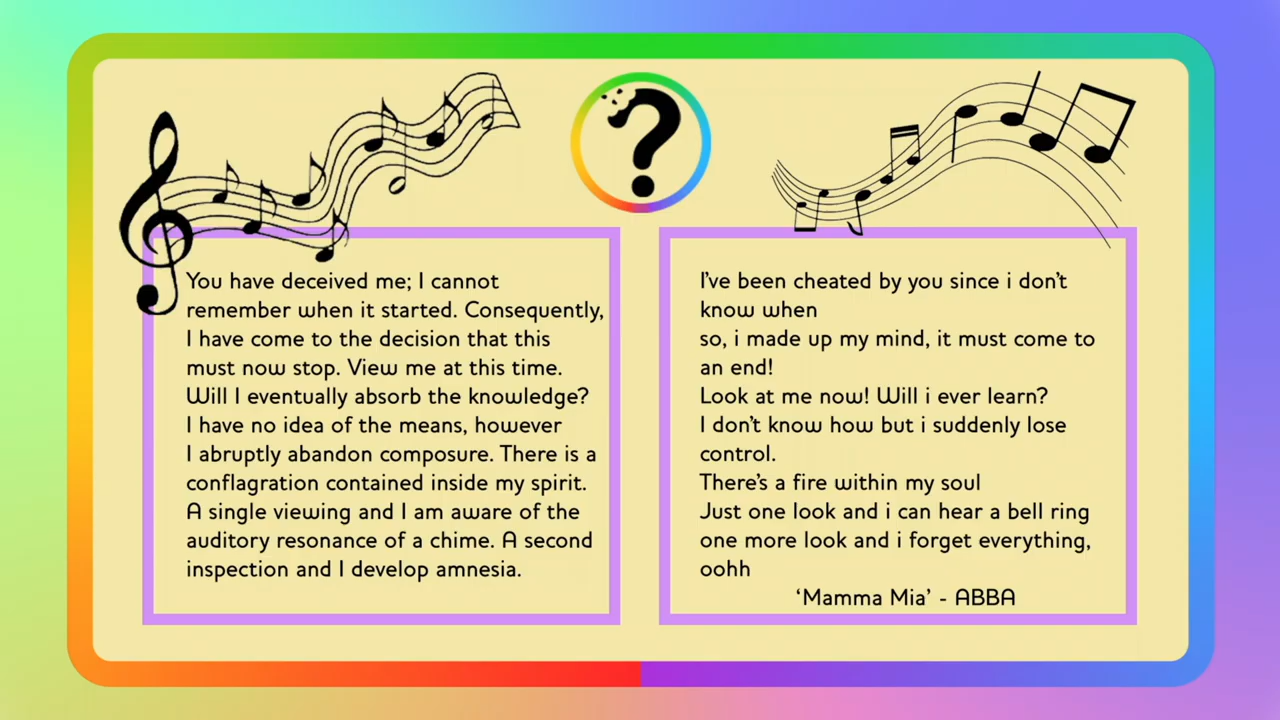 You have deceived me; I cannot
remember when it started. Consequently,
I have come to the decision that this
must now stop. View me at this time.
Will I eventually absorb the knowledge?
I have no idea of the means, however
I abruptly abandon composure. There is a
conflagration contained inside my spirit.
A single viewing and I am aware of the
auditory resonance of a chime. A second
inspection and I develop amnesia.
I've been cheated by you since i don't
know when
so, i made up my mind, it must come to
an end!
Look at me now! Will i ever learn?
I don't know how but i suddenly lose
control.
There's a fire within my soul
Just one look and i can hear a bell ring
one more look and i forget everything,
oohh
‘Mamma Mia’ - ABBA
?